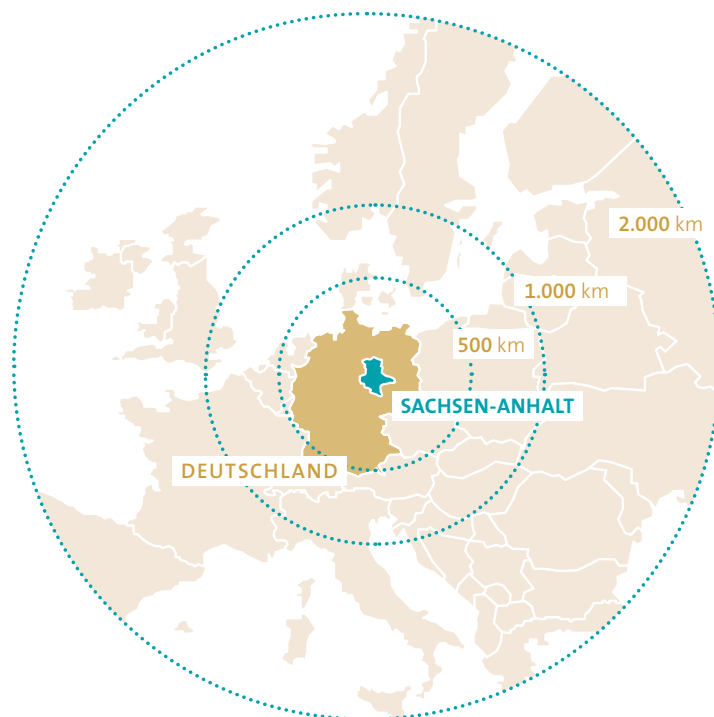 2.000 km
1.000 km
500 km
SACHSEN-ANHALT
DEUTSCHLAND